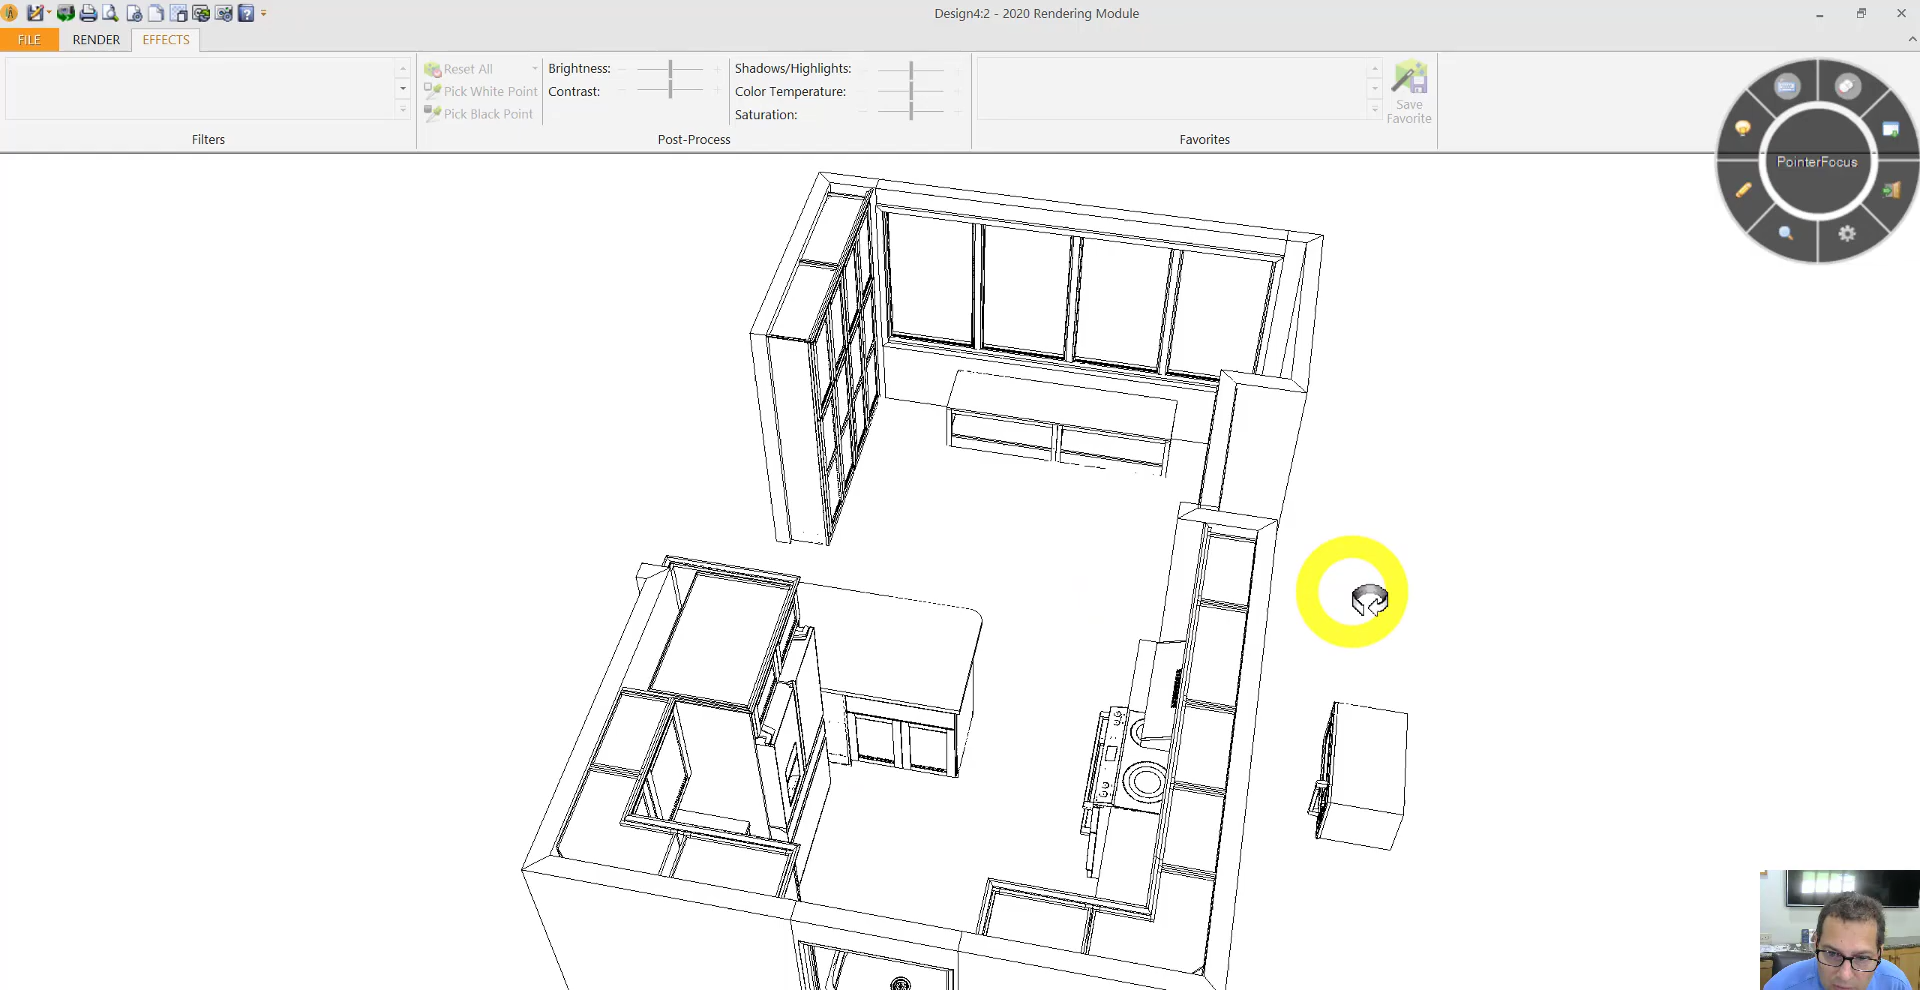 Design4:2 - 2020 Rendering Module
FILE RENDER EFFECTS
Reset All
Pick White Point
Pick Black Point
Brightness:
Contrast:
Shadows/Highlights:
Color Temperature:
Saturation:
Save
Favorite
Filters
Post-Process
Favorites
PointerFocus